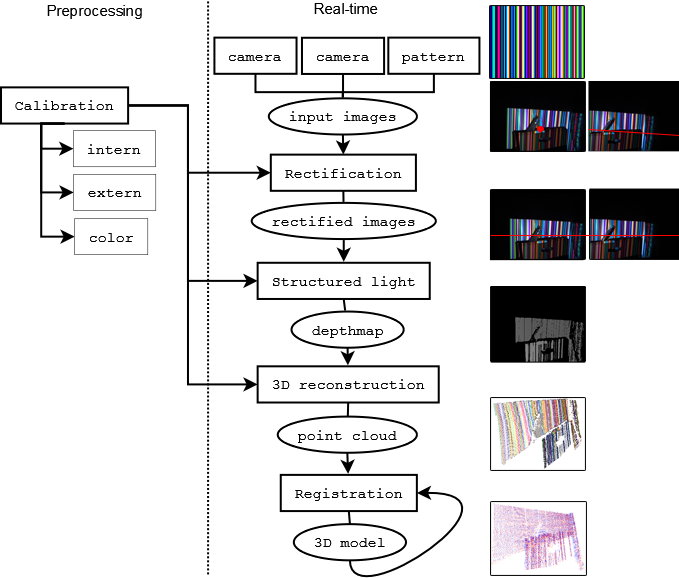 Preprocessing
Real-time
camera
camera
pattern
Calibration
input images
intern
Rectification
extern
rectified images
color
Structured light
depthmap
3D reconstruction
point cloud
Registration
3D model